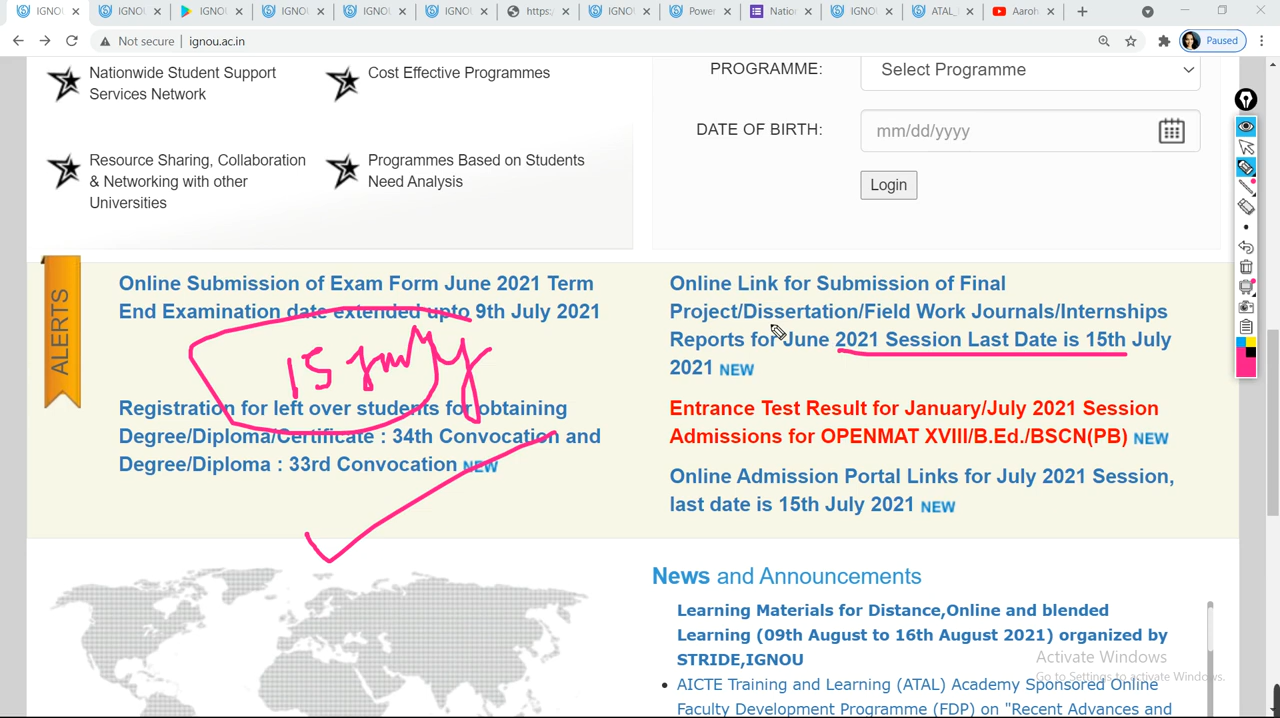 IGNOU
IGNOU
IGNOU
IGNOU
IGNOU
IGNOU
https:/
IGNOU
Power
Natio
IGNOU
ATAL_
Aaroh
Not secure
ignou.ac.in
Paused
Nationwide Student Support
Services Network
Cost Effective Programmes
Resource Sharing, Collaboration
& Networking with other
Universities
Programmes Based on Students
Need Analysis
PROGRAMME:
Select Programme
DATE OF BIRTH:
mm/dd/yyyy
Login
ALERTS
Online Submission of Exam Form June 2021 Term
End Examination date extended upto 9th July 2021
15 july
Registration for left over students for obtaining
Degree/Diploma/Certificate : 34th Convocation and
Degree/Diploma : 33rd Convocation NEW
Online Link for Submission of Final
Project/Dissertation/Field Work Journals/Internships
Reports for June 2021 Session Last Date is 15th July
2021 NEW
Entrance Test Result for January/July 2021 Session
Admissions for OPENMAT XVIII/B.Ed./BSCN(PB) NEW
Online Admission Portal Links for July 2021 Session,
last date is 15th July 2021 NEW
News and Announcements
Learning Materials for Distance,Online and blended
Learning (09th August to 16th August 2021) organized by
STRIDE,IGNOU
AICTE Training and Learning (ATAL) Academy Sponsored Online
Faculty Development Programme (FDP) on "Recent Advances and
Activate Windows
Go to Settings to activate Windows.